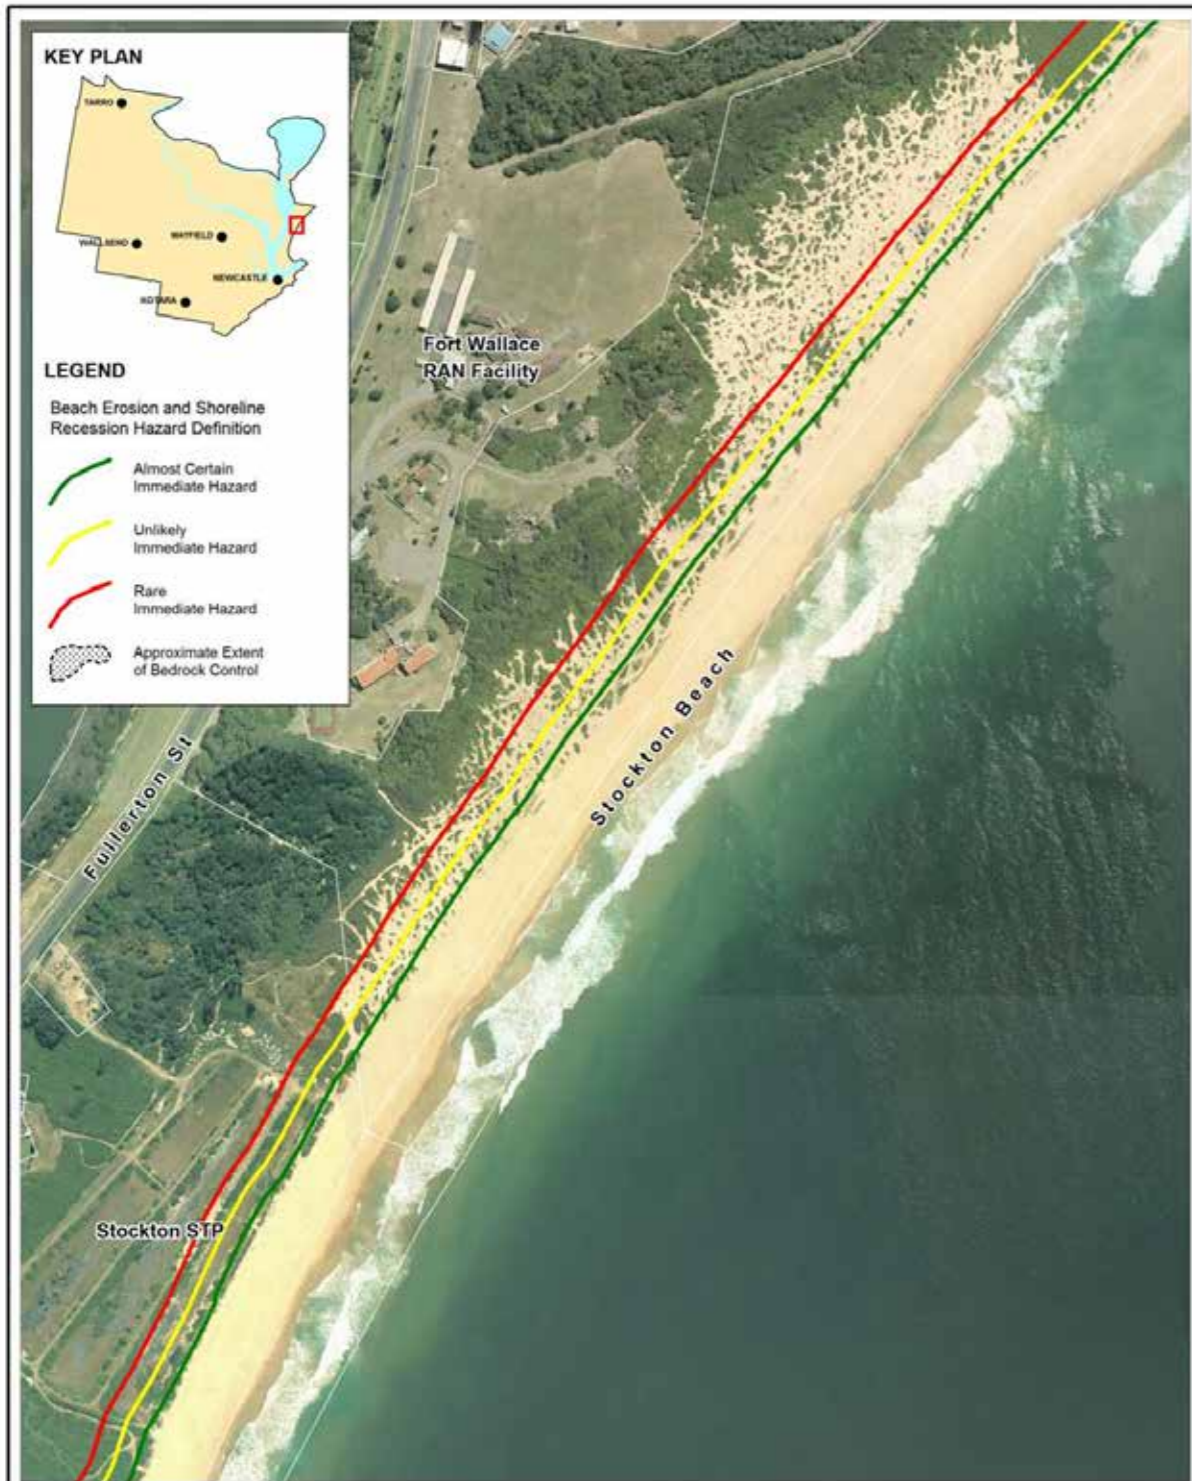 KEY PLAN
TARRO
WALLSEND
MAYFIELD
NEWCASTLE
KOTARA
LEGEND
Beach Erosion and Shoreline
Recession Hazard Definition
Almost Certain
Immediate Hazard
Unlikely
Immediate Hazard
Rare
Immediate Hazard
Approximate Extent
of Bedrock Control
Fort Wallace
RAN Facility
Stockton Beach
Fullerton St
Stockton STP